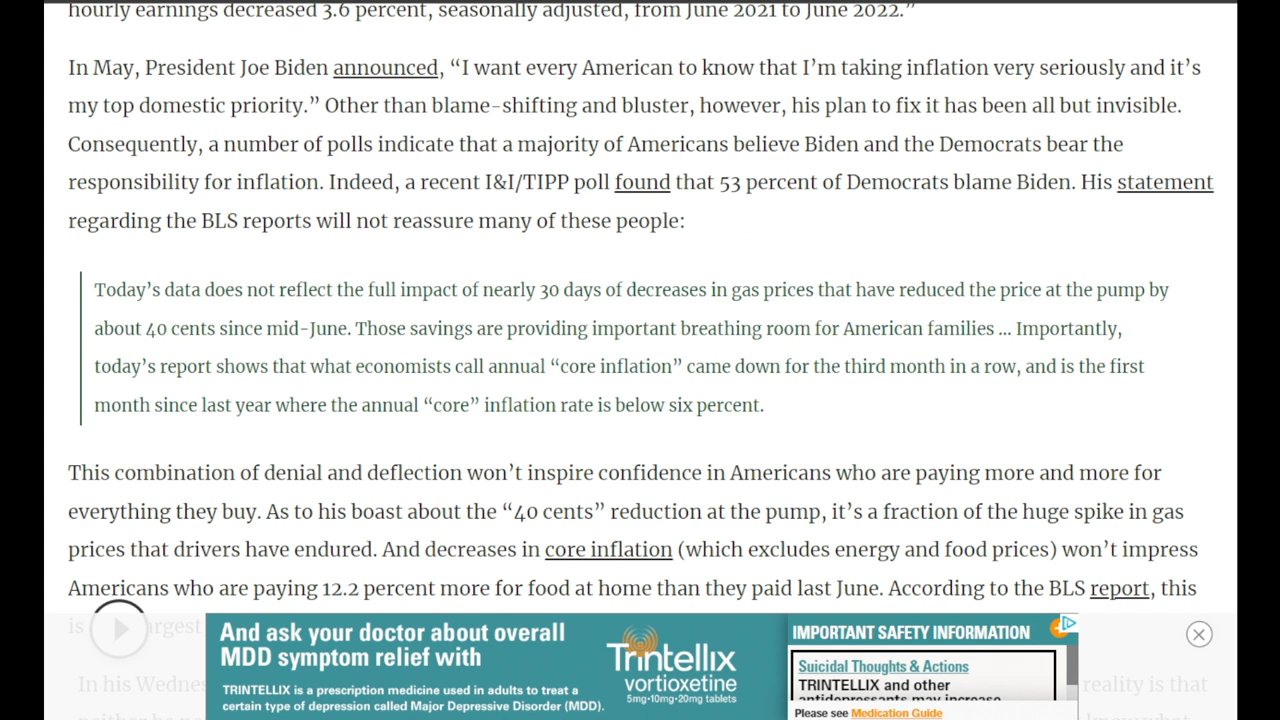 hourly earnings decreased 3.6 percent, seasonally adjusted, from June 2021 to June 2022.”
In May, President Joe Biden announced, “I want every American to know that I’m taking inflation very seriously and it’s
my top domestic priority.” Other than blame-shifting and bluster, however, his plan to fix it has been all but invisible.
Consequently, a number of polls indicate that a majority of Americans believe Biden and the Democrats bear the
responsibility for inflation. Indeed, a recent I&I/TIPP poll found that 53 percent of Democrats blame Biden. His statement
regarding the BLS reports will not reassure many of these people:
Today’s data does not reflect the full impact of nearly 30 days of decreases in gas prices that have reduced the price at the pump by
about 40 cents since mid-June. Those savings are providing important breathing room for American families ... Importantly,
today’s report shows that what economists call annual “core inflation” came down for the third month in a row, and is the first
month since last year where the annual “core” inflation rate is below six percent.
This combination of denial and deflection won’t inspire confidence in Americans who are paying more and more for
everything they buy. As to his boast about the “40 cents” reduction at the pump, it’s a fraction of the huge spike in gas
prices that drivers have endured. And decreases in core inflation (which excludes energy and food prices) won’t impress
Americans who are paying 12.2 percent more for food at home than they paid last June. According to the BLS report, this
is
In his
reality is that
And ask your doctor about overall
MDD symptom relief with
TRINTELLIX is a prescription medicine used in adults to treat a
certain type of depression called Major Depressive Disorder (MDD).
Trintellix
vortioxetine
5mg•10mg•20mg tablets
IMPORTANT SAFETY INFORMATION
Suicidal Thoughts & Actions
TRINTELLIX and other
antidepressants may increase
Please see Medication Guide